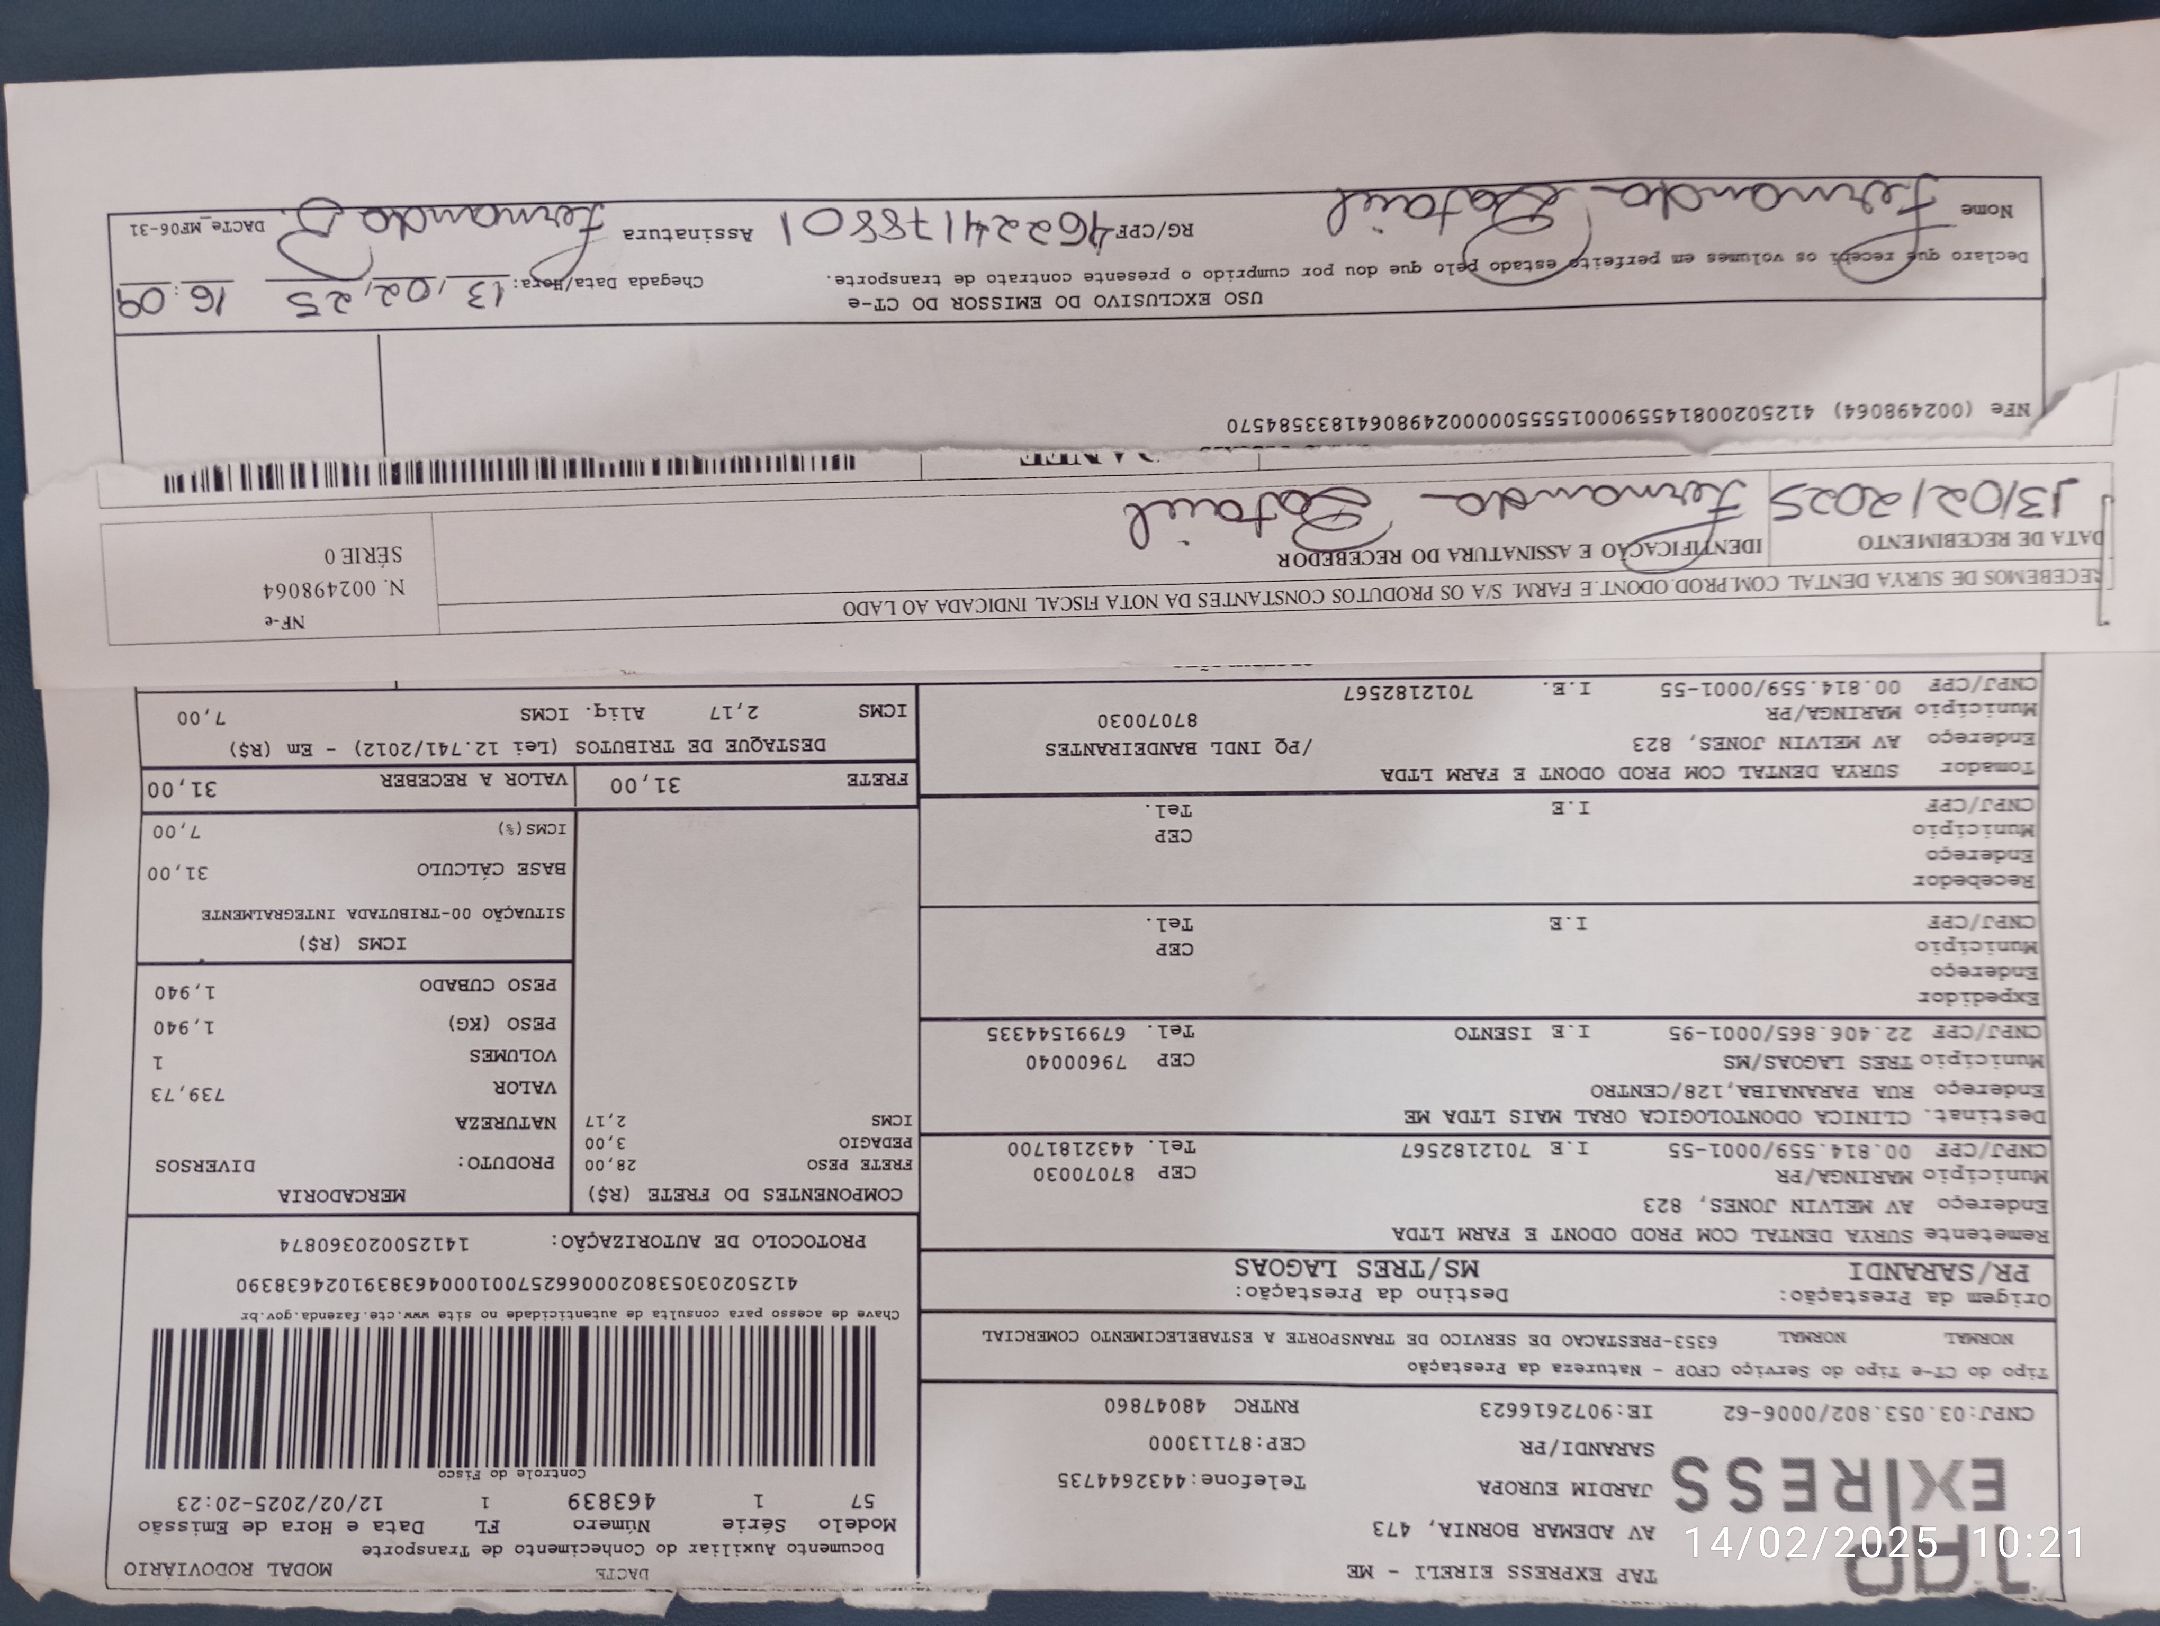 TAP EXPRESS
TAP EXPRESS EIRELI - ME
AV ADEMAR BORNIA, 473
JARDIM EUROPA Telefone:4432644735
SARANDI/PR CEP:87113000
CNPJ:03.053.802/0006-62 IE:9072616623 RNTRC 48047860
Tipo do CT-e Tipo do Serviço CFOP - Natureza da Prestação
NORMAL NORMAL 6353-PRESTACAO DE SERVICO DE TRANSPORTE A ESTABELECIMENTO COMERCIAL
Origem da Prestação: Destino da Prestação:
PR/SARANDI MS/TRES LAGOAS
Remetente SURYA DENTAL COM PROD ODONT E FARM LTDA
Endereço AV MELVIN JONES, 823
Municipio MARINGA/PR CEP 87070030
CNPJ/CPF 00.814.559/0001-55 I.E 7012182567 Tel. 4432181700
Destinat. CLINICA ODONTOLOGICA ORAL MAIS LTDA ME
Endereço RUA PARANAIBA,128/CENTRO
Municipio TRES LAGOAS/MS CEP 79600040
CNPJ/CPF 22.406.865/0001-95 I.E ISENTO Tel. 67991544335
Expedidor
Endereço
Municipio CEP
CNPJ/CPF I.E Tel.
Recebedor
Endereço
Municipio CEP
CNPJ/CPF I.E Tel.
Tomador SURYA DENTAL COM PROD ODONT E FARM LTDA
Endereço AV MELVIN JONES, 823 /PQ INDL BANDEIRANTES
Municipio MARINGA/PR 87070030
CNPJ/CPF 00.814.559/0001-55 I.E. 7012182567
DACTE MODAL RODOVIÁRIO
Documento Auxiliar do Conhecimento de Transporte
Modelo Série Número FL Data e Hora de Emissão
57 1 463839 1 12/02/2025-20:23
Controle do Fisco
Chave de acesso para consulta de autenticidade no site www.cte.fazenda.gov.br
41250203053802000662570010004638391024638390
PROTOCOLO DE AUTORIZAÇÃO: 141250020360874
COMPONENTES DO FRETE (R$)
FRETE PESO 28,00
PEDAGIO 3,00
ICMS 2,17
MERCADORIA
PRODUTO: DIVERSOS
NATUREZA
VALOR 739,73
VOLUMES 1
PESO (KG) 1,940
PESO CUBADO 1,940
ICMS (R$)
SITUAÇÃO 00-TRIBUTADA INTEGRALMENTE
BASE CÁLCULO 31,00
ICMS(%) 7,00
FRETE 31,00 VALOR A RECEBER 31,00
DESTAQUE DE TRIBUTOS (Lei 12.741/2012) - Em (R$)
ICMS 2,17 Aliq. ICMS 7,00
RECEBEMOS DE SURYA DENTAL COM.PROD.ODONT.E FARM. S/A OS PRODUTOS CONSTANTES DA NOTA FISCAL INDICADA AO LADO
DATA DE RECEBIMENTO IDENTIFICAÇÃO E ASSINATURA DO RECEBEDOR
13/02/2025 Fernanda Rafaiel
NF-e
N. 002498064
SÉRIE 0
NFe (002498064) 41250200814559000155550000024980641833584570
USO EXCLUSIVO DO EMISSOR DO CT-e
Declaro que recebi os volumes em perfeito estado pelo que dou por cumprido o presente contrato de transporte.
Chegada Data/Hora: 13/02/25 16:09
Nome Fernanda Rafaiel RG/CPF 46224178801 Assinatura Fernanda R.
DACTe_MF06-31
14/02/2025 10:21